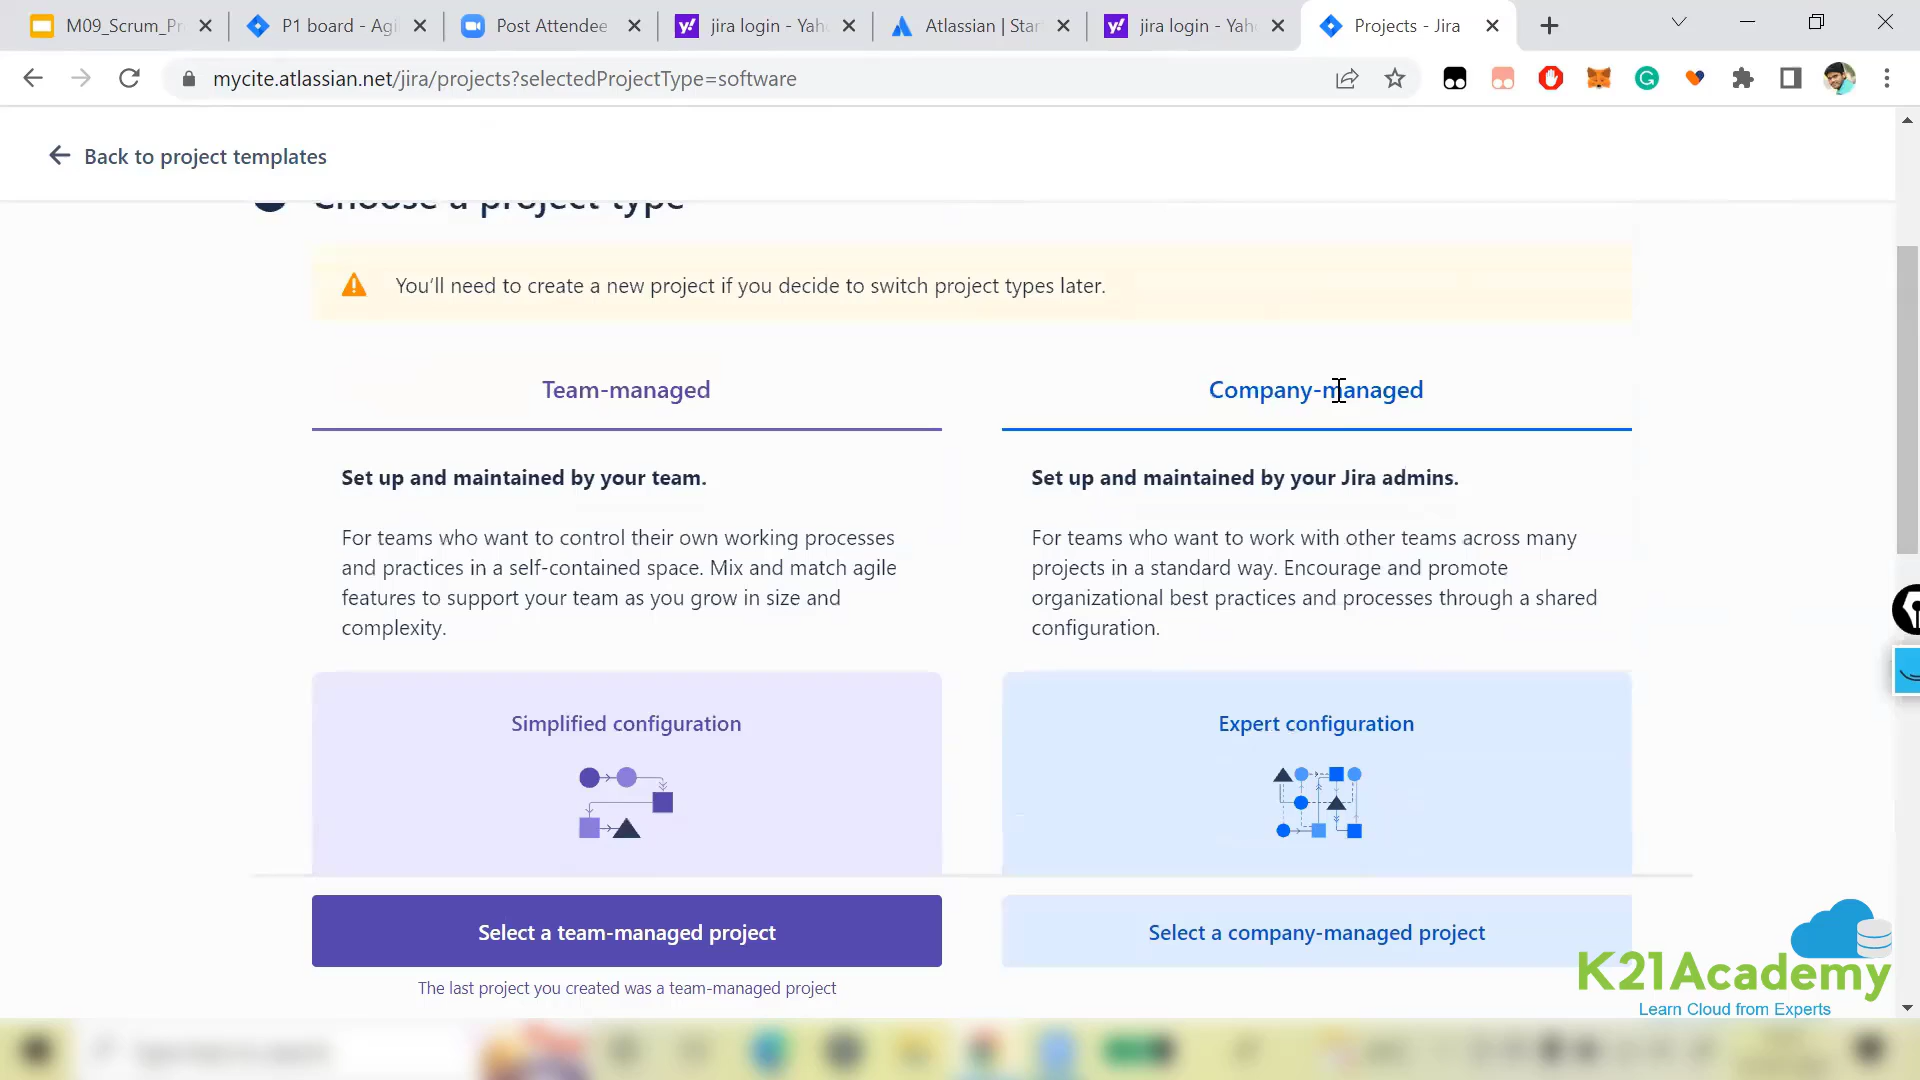 M09_Scrum_Pr
P1 board - Agi
Post Attendee
jira login - Yah
Atlassian | Star
jira login - Yah
Projects - Jira
mycite.atlassian.net/jira/projects?selectedProjectType=software
Back to project templates
Choose a project type
You'll need to create a new project if you decide to switch project types later.
Team-managed
Set up and maintained by your team.
For teams who want to control their own working processes
and practices in a self-contained space. Mix and match agile
features to support your team as you grow in size and
complexity.
Simplified configuration
Select a team-managed project
The last project you created was a team-managed project
Company-managed
Set up and maintained by your Jira admins.
For teams who want to work with other teams across many
projects in a standard way. Encourage and promote
organizational best practices and processes through a shared
configuration.
Expert configuration
Select a company-managed project
K21Academy
Learn Cloud from Experts